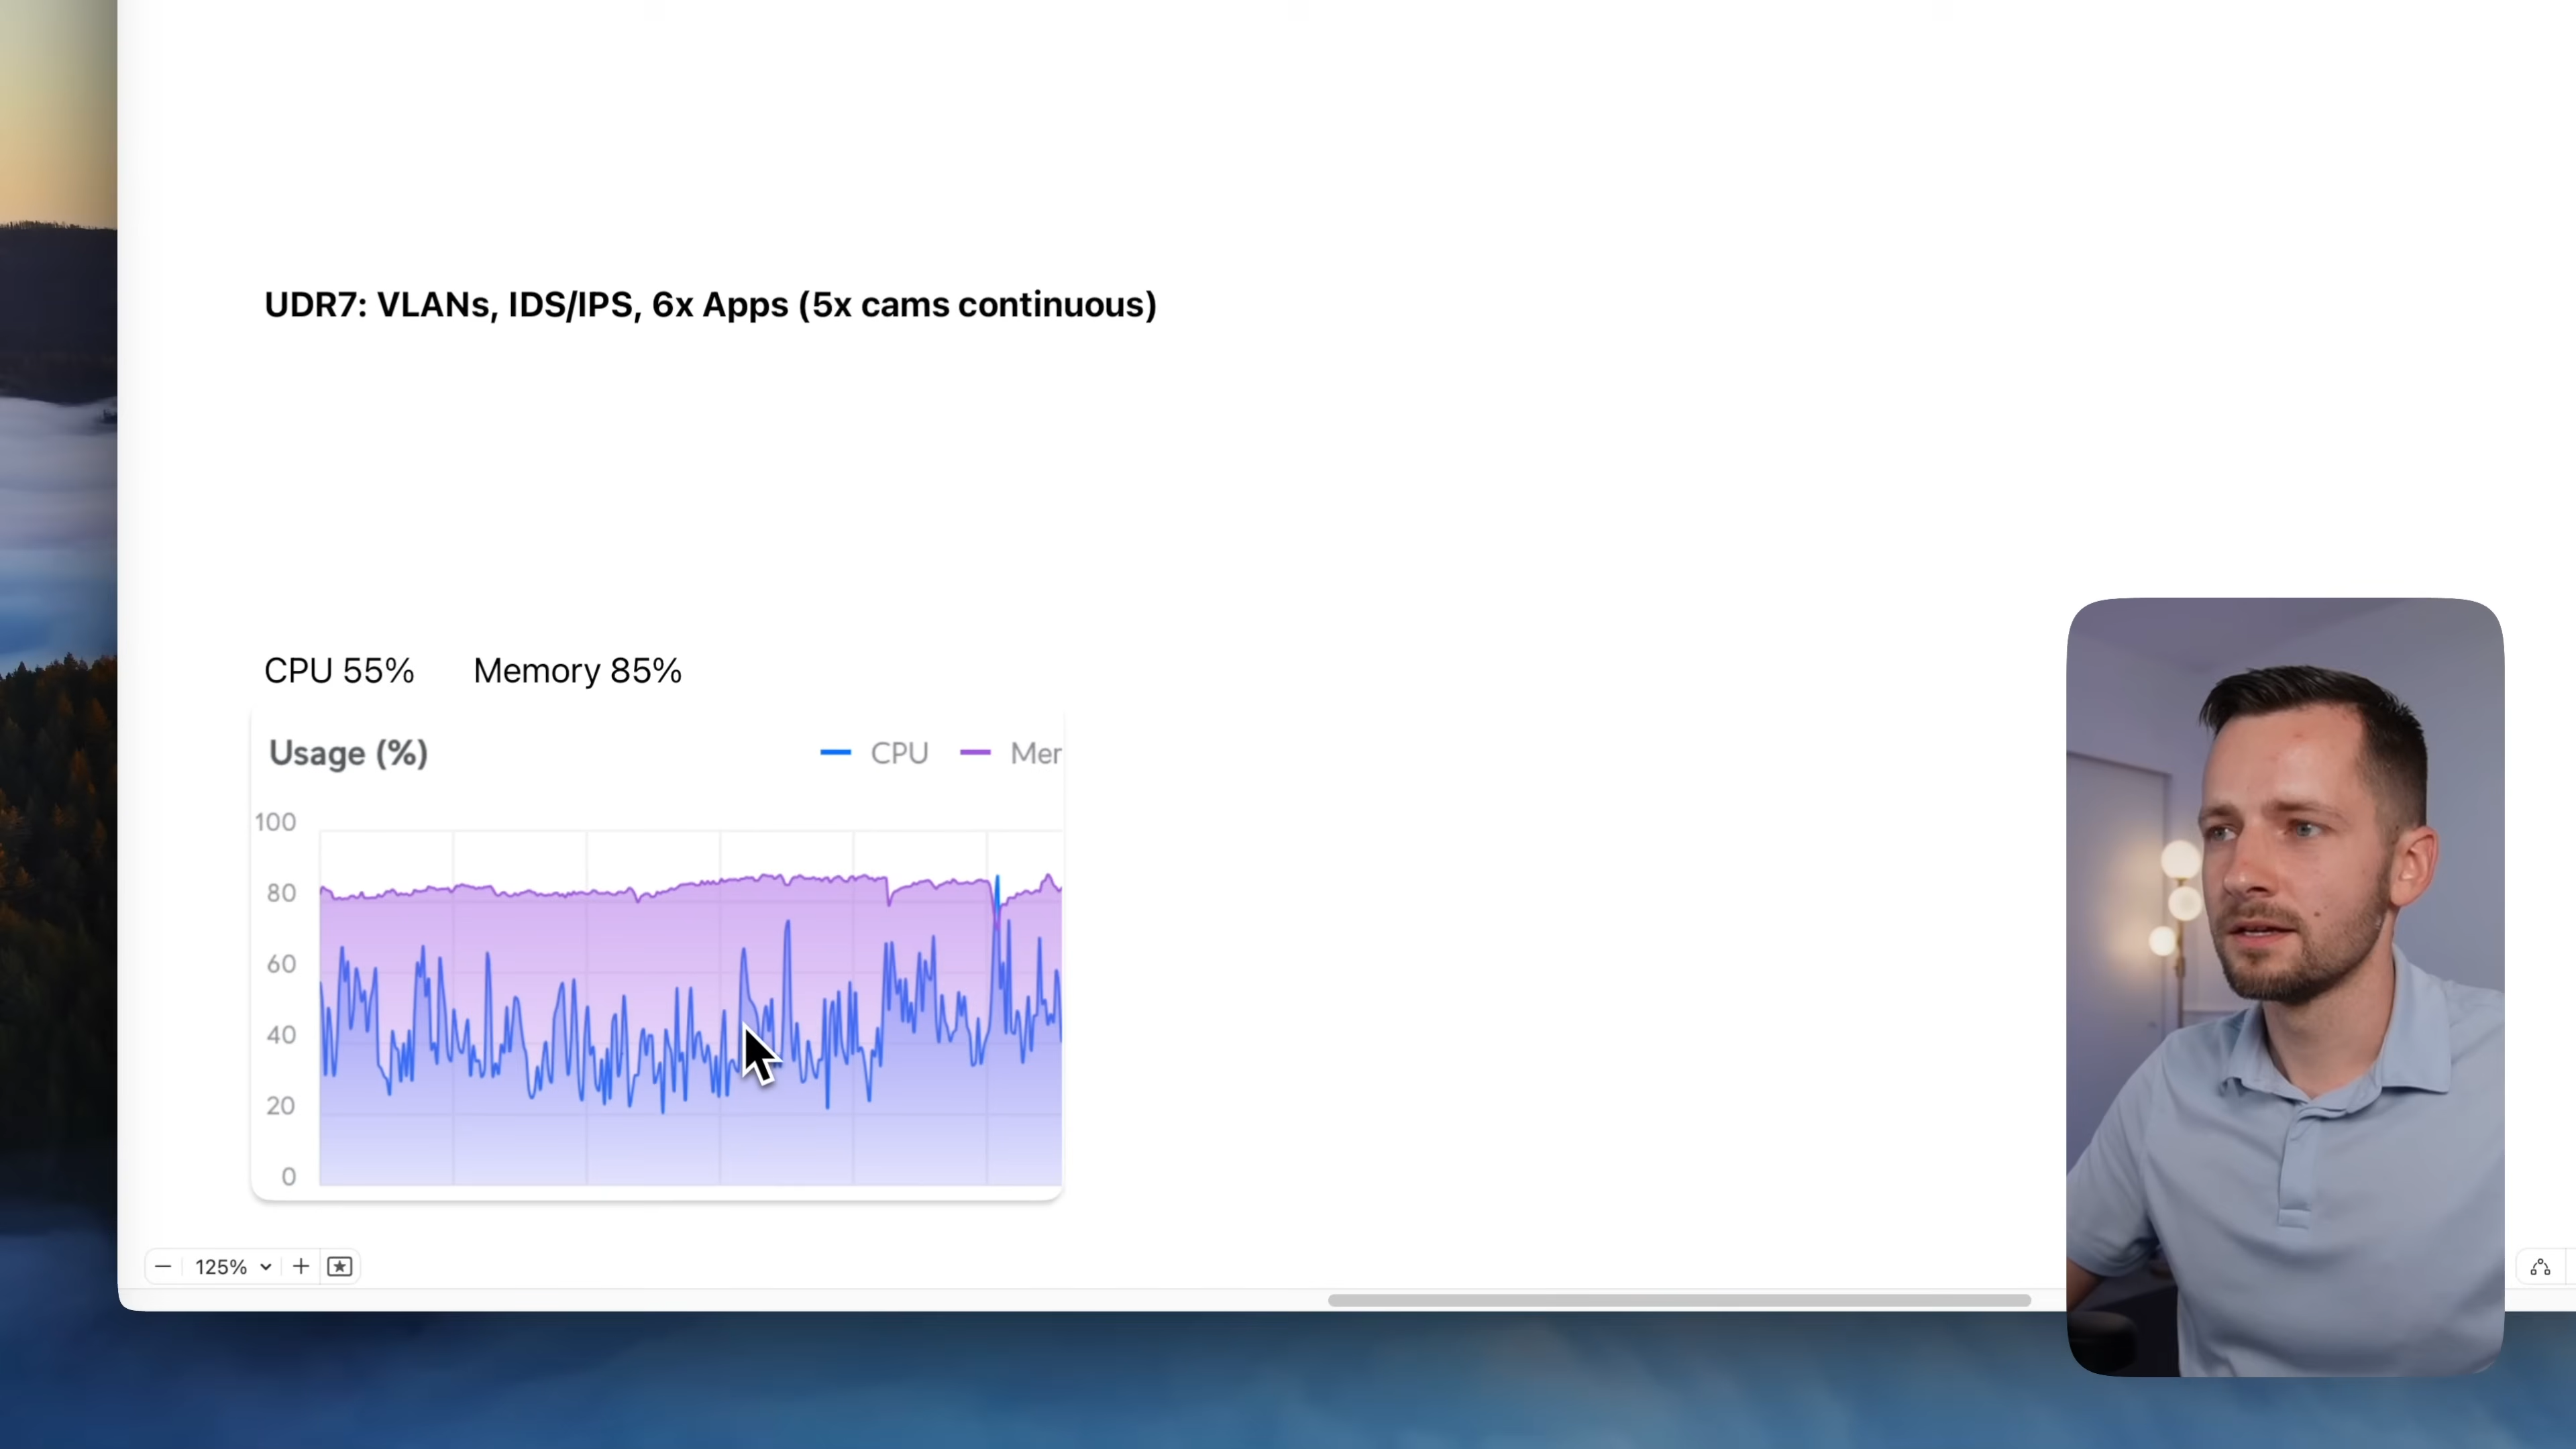 UDR7: VLANs, IDS/IPS, 6x Apps (5x cams continuous)
CPU 55% Memory 85%
Usage (%) CPU Mer
100
80
60
40
20
0
125%